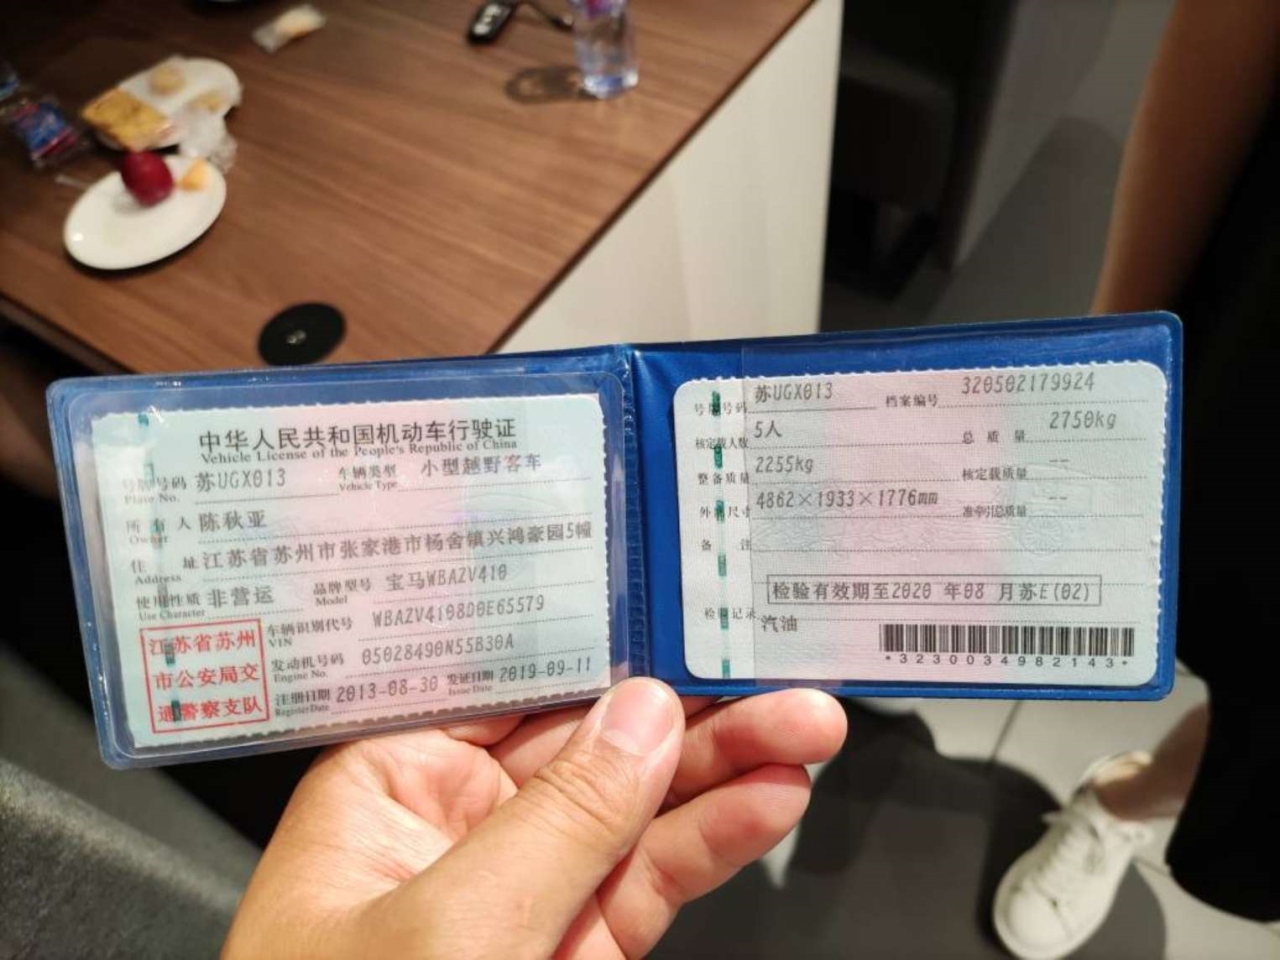 中华人民共和国机动车行驶证
Vehicle License of the People's Republic of China
号牌号码 苏UGX013 车辆类型 小型越野客车
Plate No. Vehicle Type
所有人 陈秋亚
Owner
住址 江苏省苏州市张家港市杨舍镇兴鸿豪园5幢
Address
使用性质 非营运 品牌型号 宝马WBAZV410
Use Character Model
车辆识别代号 WBAZV4108D0E65579
VIN
发动机号码 05028490N55B30A
Engine No.
注册日期 2013-08-30 发证日期 2019-09-11
Register Date Issue Date
江苏省苏州
市公安局交
通警察支队
号牌号码 苏UGX013 档案编号 320502179924
核定载人数 5人 总质量 2750kg
整备质量 2255kg 核定载质量 --
外廓尺寸 4862×1933×1776mm 准牵引总质量 --
备注
检验有效期至2020 年08 月苏E(02)
检验记录 汽油
*3230034982143*